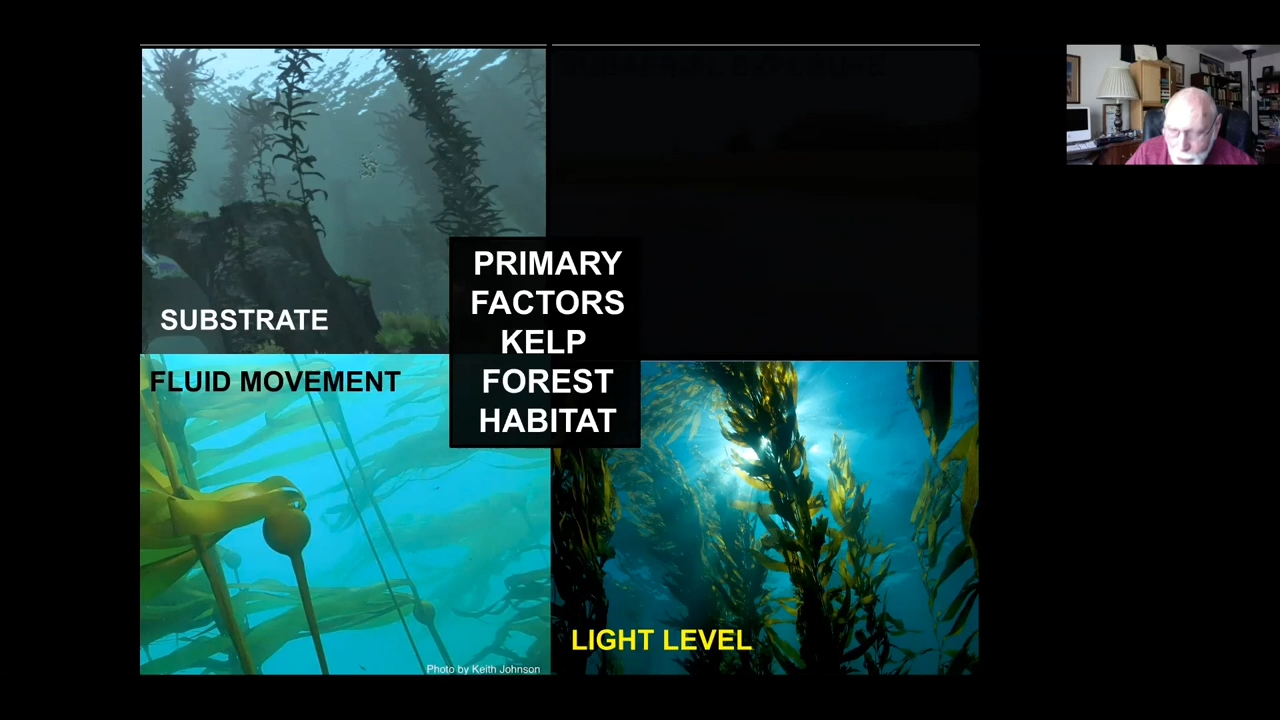 SUBSTRATE
PRIMARY
FACTORS
KELP
FOREST
HABITAT
FLUID MOVEMENT
LIGHT LEVEL
Photo by Keith Johnson